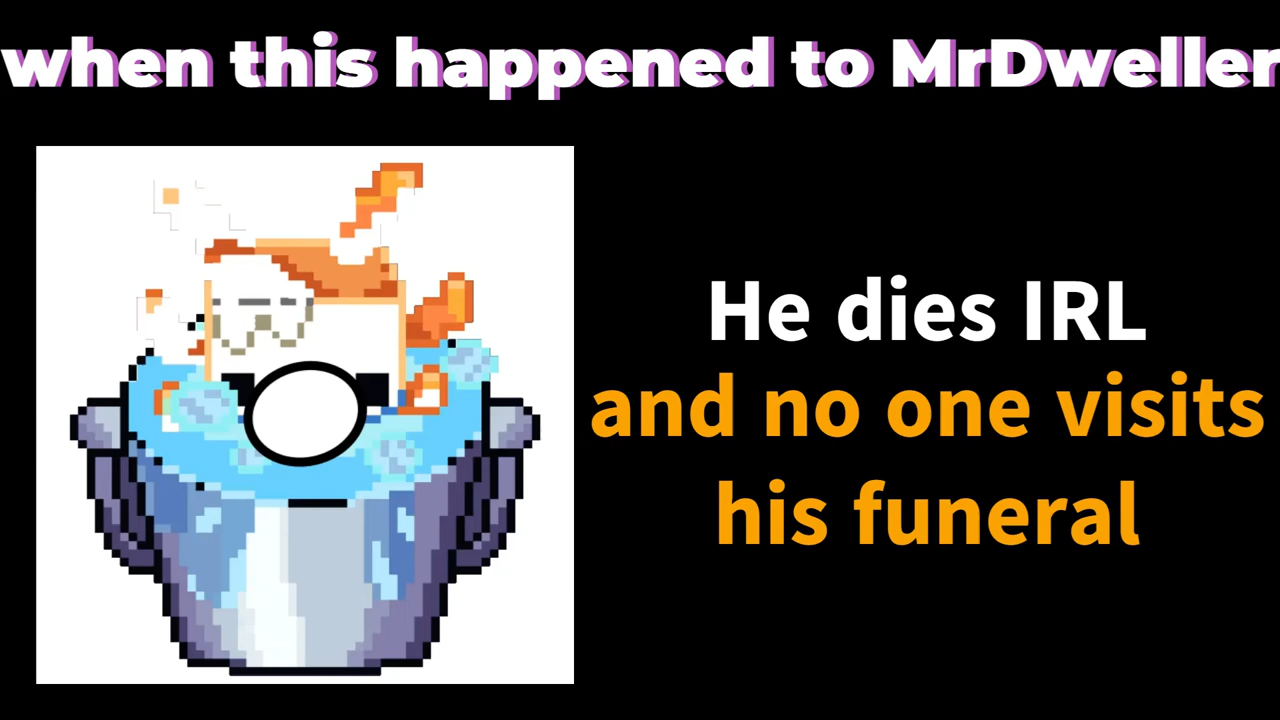 when this happened to MrDweller
He dies IRL
and no one visits
his funeral